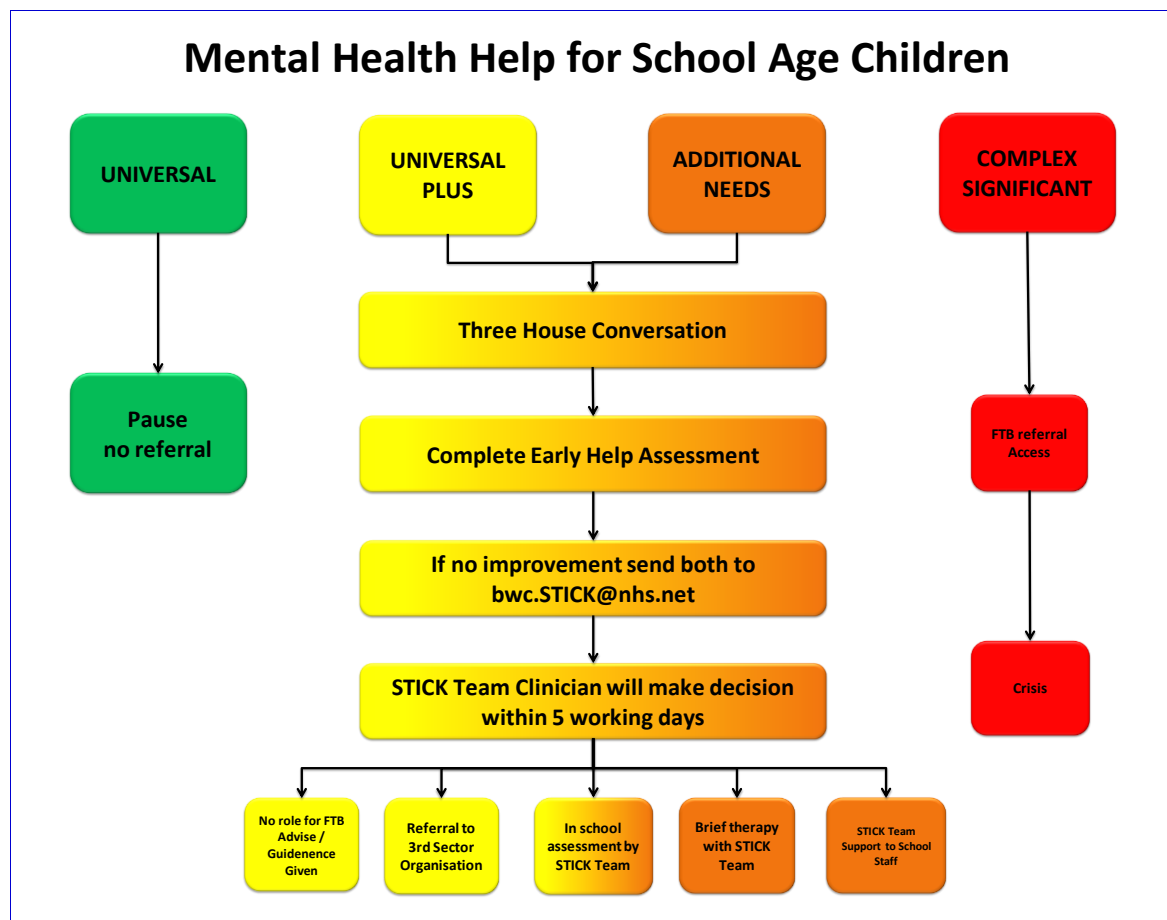 Mental Health Help for School Age Children
UNIVERSAL
UNIVERSAL
PLUS
ADDITIONAL
NEEDS
COMPLEX
SIGNIFICANT
Three House Conversation
Pause
no referral
Complete Early Help Assessment
FTB referral
Access
If no improvement send both to
bwc.STICK@nhs.net
STICK Team Clinician will make decision
within 5 working days
Crisis
No role for FTB
Advise /
Guidenence
Given
Referral to
3rd Sector
Organisation
In school
assessment by
STICK Team
Brief therapy
with STICK
Team
STICK Team
Support to School
Staff